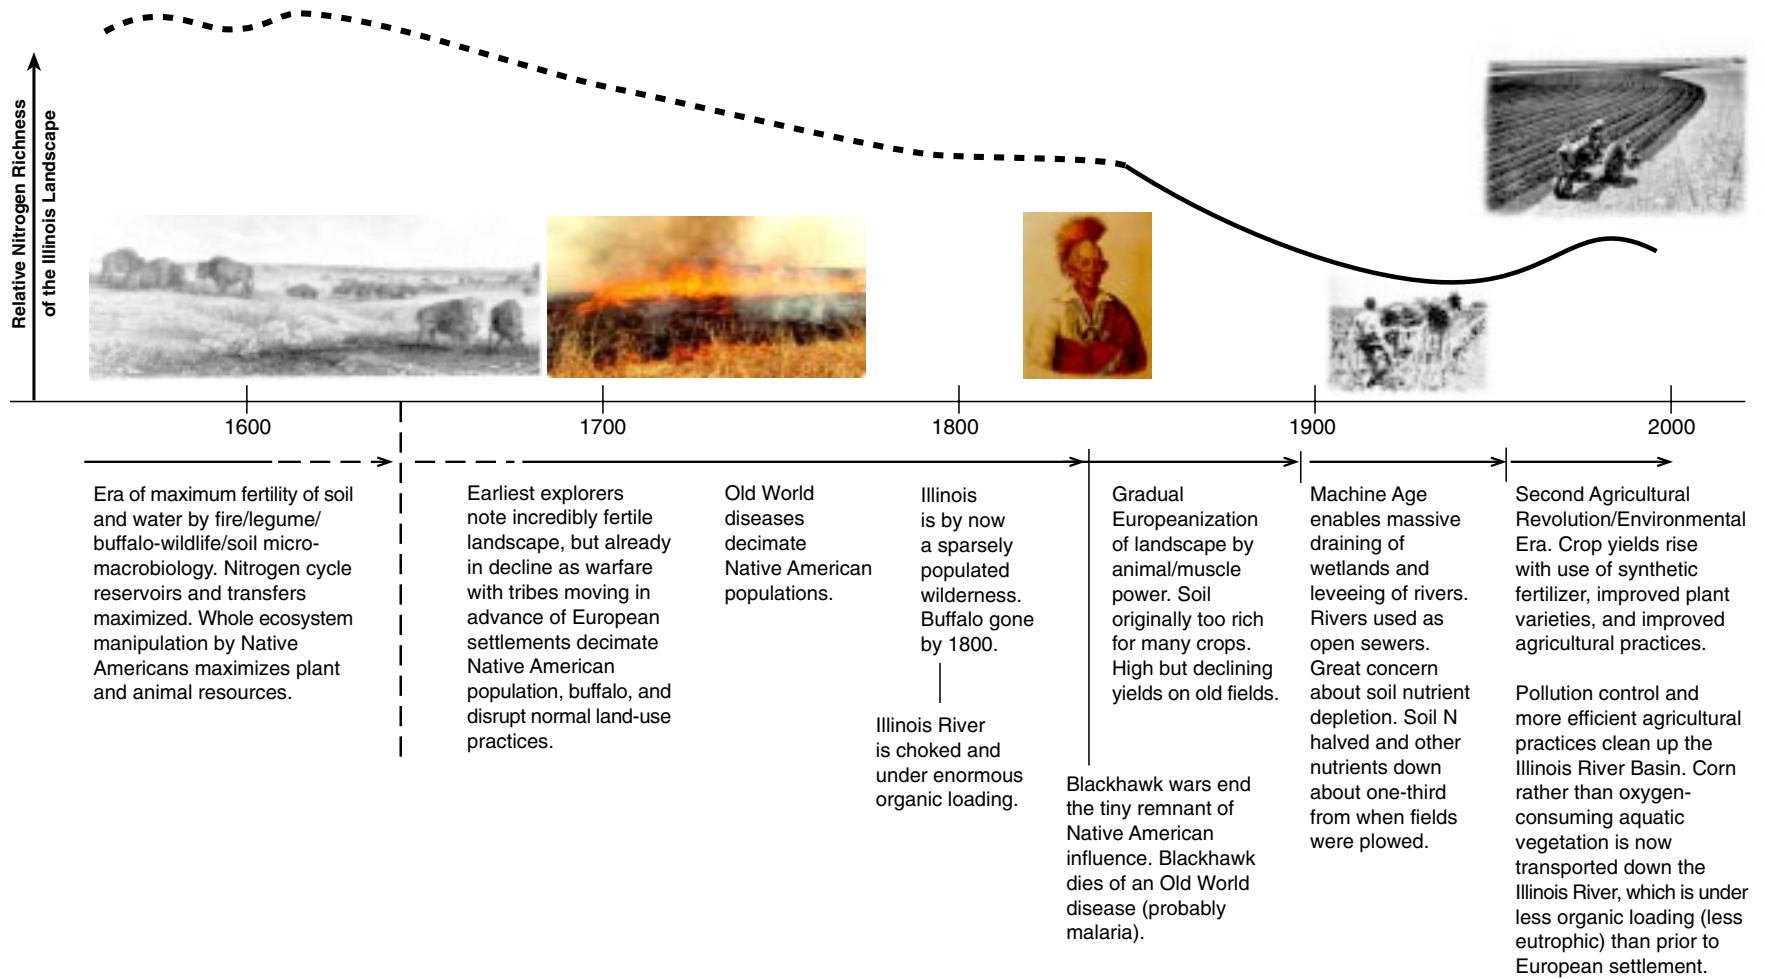 Relative Nitrogen Richness
of the Illinois Landscape
1600
1700
1800
1900
2000
Era of maximum fertility of soil
and water by fire/legume/
buffalo-wildlife/soil micro-
macrobiology. Nitrogen cycle
reservoirs and transfers
maximized. Whole ecosystem
manipulation by Native
Americans maximizes plant
and animal resources.
Earliest explorers
note incredibly fertile
landscape, but already
in decline as warfare
with tribes moving in
advance of European
settlements decimate
Native American
population, buffalo, and
disrupt normal land-use
practices.
Old World
diseases
decimate
Native American
populations.
Illinois
is by now
a sparsely
populated
wilderness.
Buffalo gone
by 1800.
Illinois River
is choked and
under enormous
organic loading.
Gradual
Europeanization
of landscape by
animal/muscle
power. Soil
originally too rich
for many crops.
High but declining
yields on old fields.
Blackhawk wars end
the tiny remnant of
Native American
influence. Blackhawk
dies of an Old World
disease (probably
malaria).
Machine Age
enables massive
draining of
wetlands and
leveeing of rivers.
Rivers used as
open sewers.
Great concern
about soil nutrient
depletion. Soil N
halved and other
nutrients down
about one-third
from when fields
were plowed.
Second Agricultural
Revolution/Environmental
Era. Crop yields rise
with use of synthetic
fertilizer, improved plant
varieties, and improved
agricultural practices.
Pollution control and
more efficient agricultural
practices clean up the
Illinois River Basin. Corn
rather than oxygen-
consuming aquatic
vegetation is now
transported down the
Illinois River, which is under
less organic loading (less
eutrophic) than prior to
European settlement.